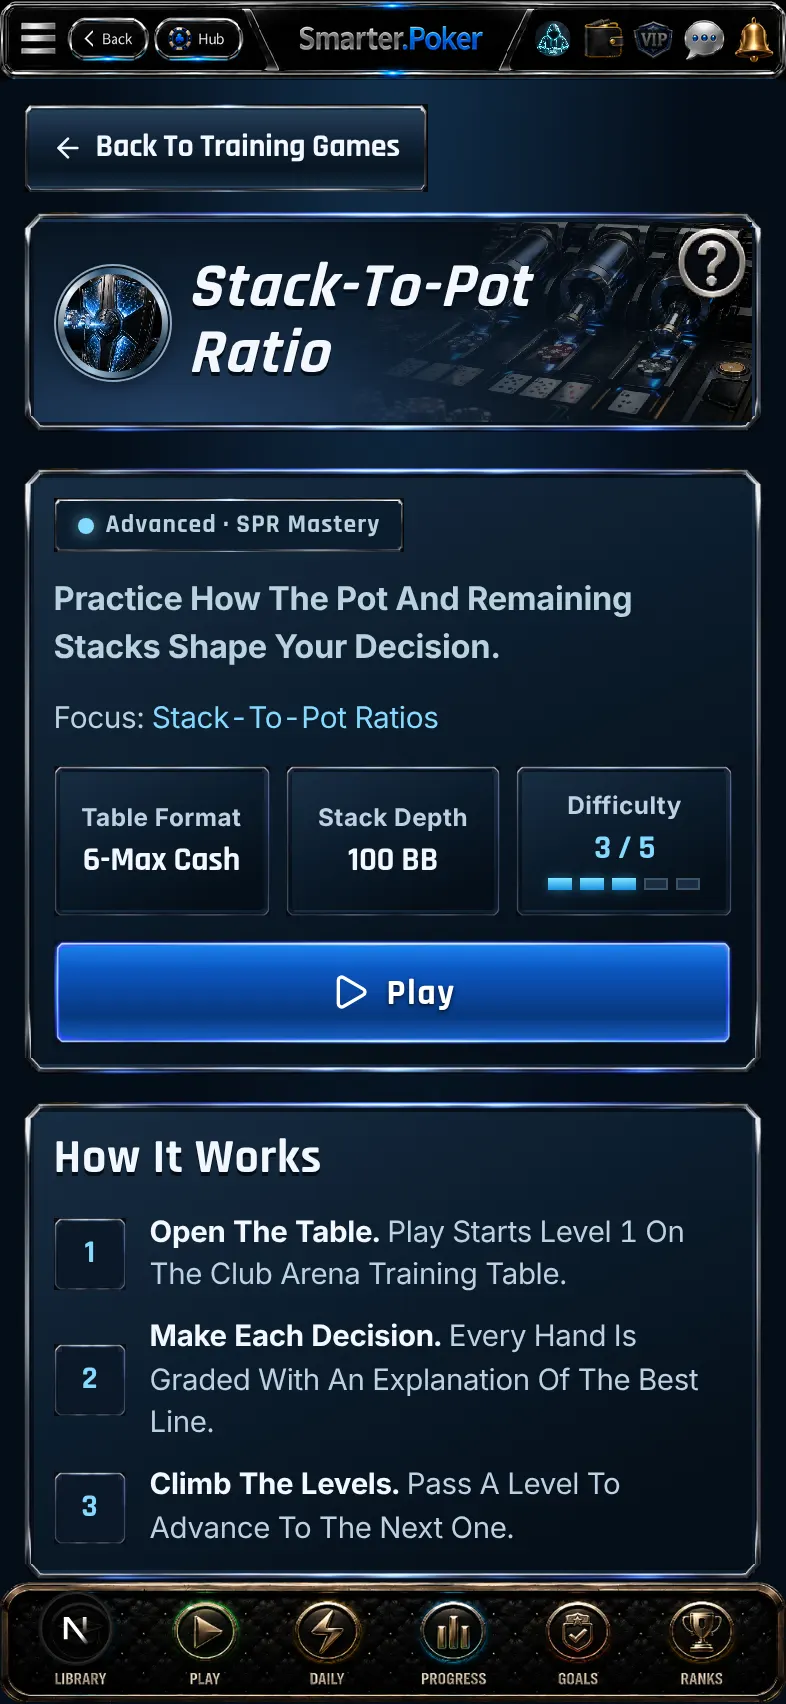 Back
Hub
Smarter.Poker
VIP
Back To Training Games
Stack-To-Pot
Ratio
?
Advanced · SPR Mastery
Practice How The Pot And Remaining
Stacks Shape Your Decision.
Focus: Stack-To-Pot Ratios
Table Format
6-Max Cash
Stack Depth
100 BB
Difficulty
3 / 5
Play
How It Works
1
Open The Table. Play Starts Level 1 On
The Club Arena Training Table.
2
Make Each Decision. Every Hand Is
Graded With An Explanation Of The Best
Line.
3
Climb The Levels. Pass A Level To
Advance To The Next One.
N
LIBRARY
PLAY
DAILY
PROGRESS
GOALS
RANKS